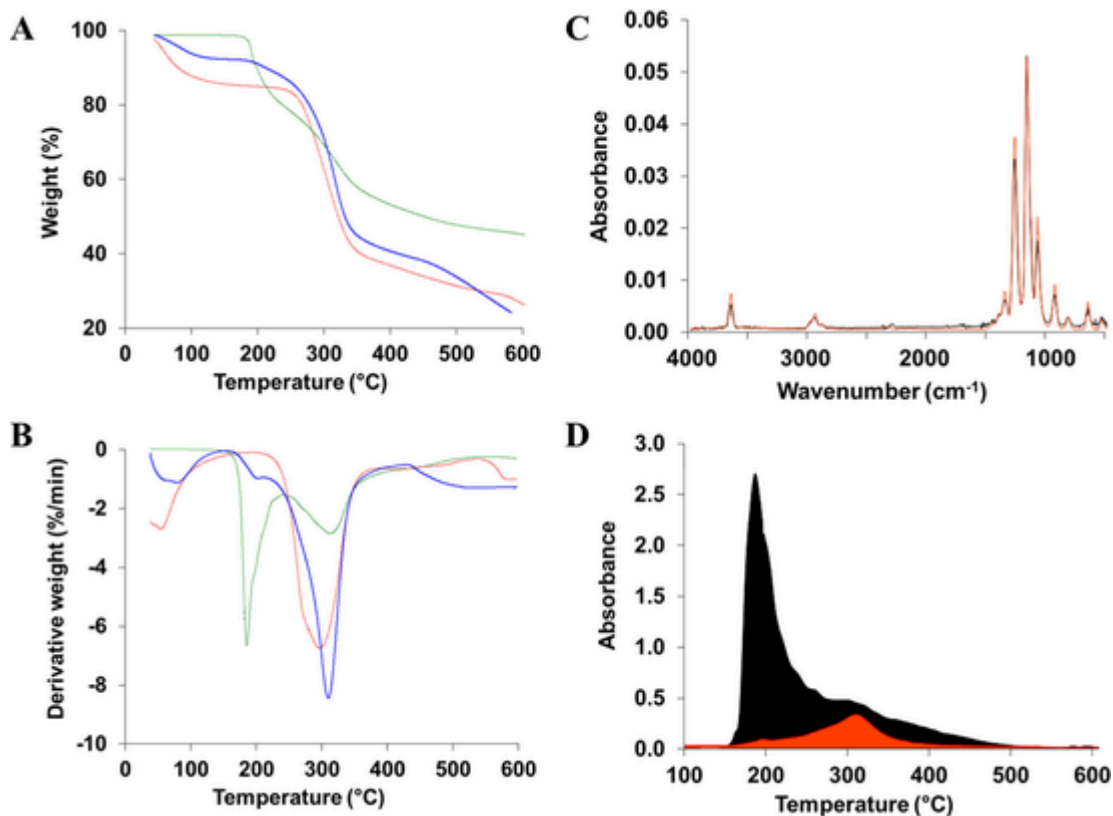 A
100
80
60
40
20
Weight (%)
0 100 200 300 400 500 600
Temperature (°C)
C
0.06
0.05
0.04
0.03
0.02
0.01
0.00
Absorbance
4000 3000 2000 1000
Wavenumber (cm-1)
B
0
-2
-4
-6
-8
-10
Derivative weight (%/min)
0 100 200 300 400 500 600
Temperature (°C)
D
3.0
2.5
2.0
1.5
1.0
0.5
0.0
Absorbance
100 200 300 400 500 600
Temperature (°C)